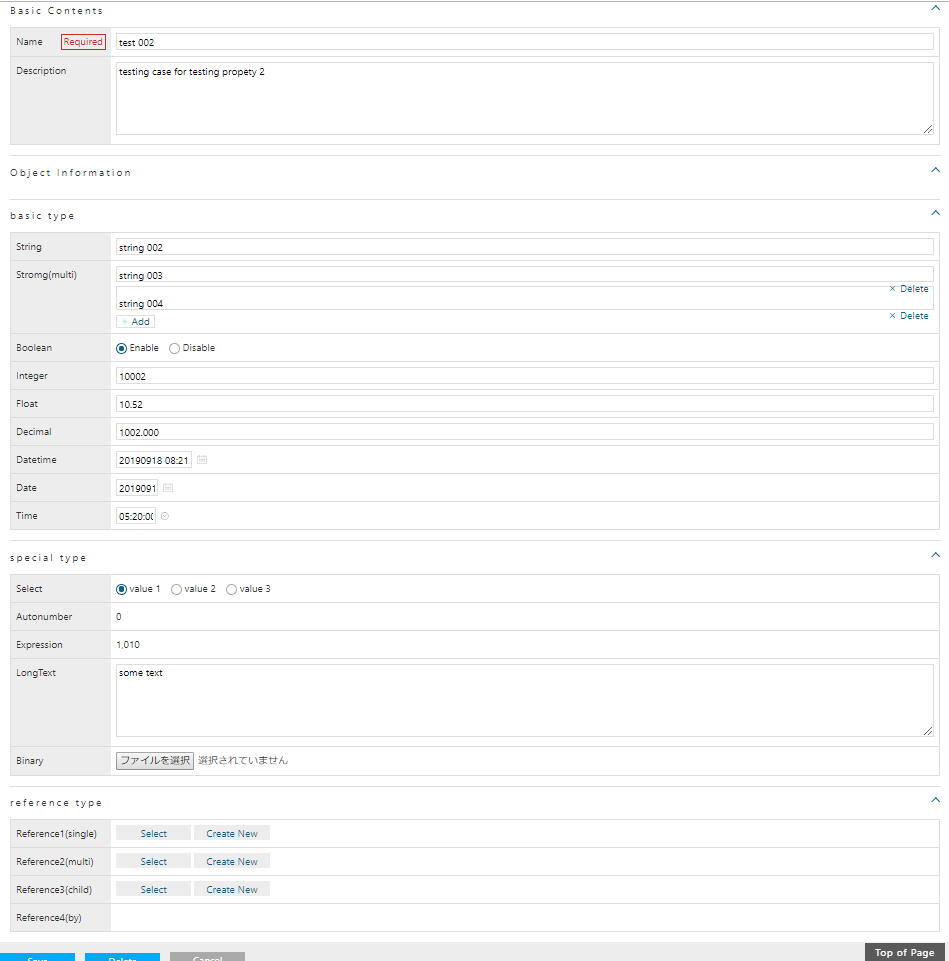 Basic Contents
Name Required test 002
Description testing case for testing propety 2
Object Information
basic type
String string 002
Stromg(multi) string 003
× Delete
string 004
+ Add × Delete
Boolean Enable Disable
Integer 10002
Float 10.52
Decimal 1002.000
Datetime 20190918 08:21
Date 2019091
Time 05:20:0
special type
Select value 1 value 2 value 3
Autonumber 0
Expression 1,010
LongText some text
Binary ファイルを選択 選択されていません
reference type
Reference1(single) Select Create New
Reference2(multi) Select Create New
Reference3(child) Select Create New
Reference4(by)
Save Delete Cancel Top of Page